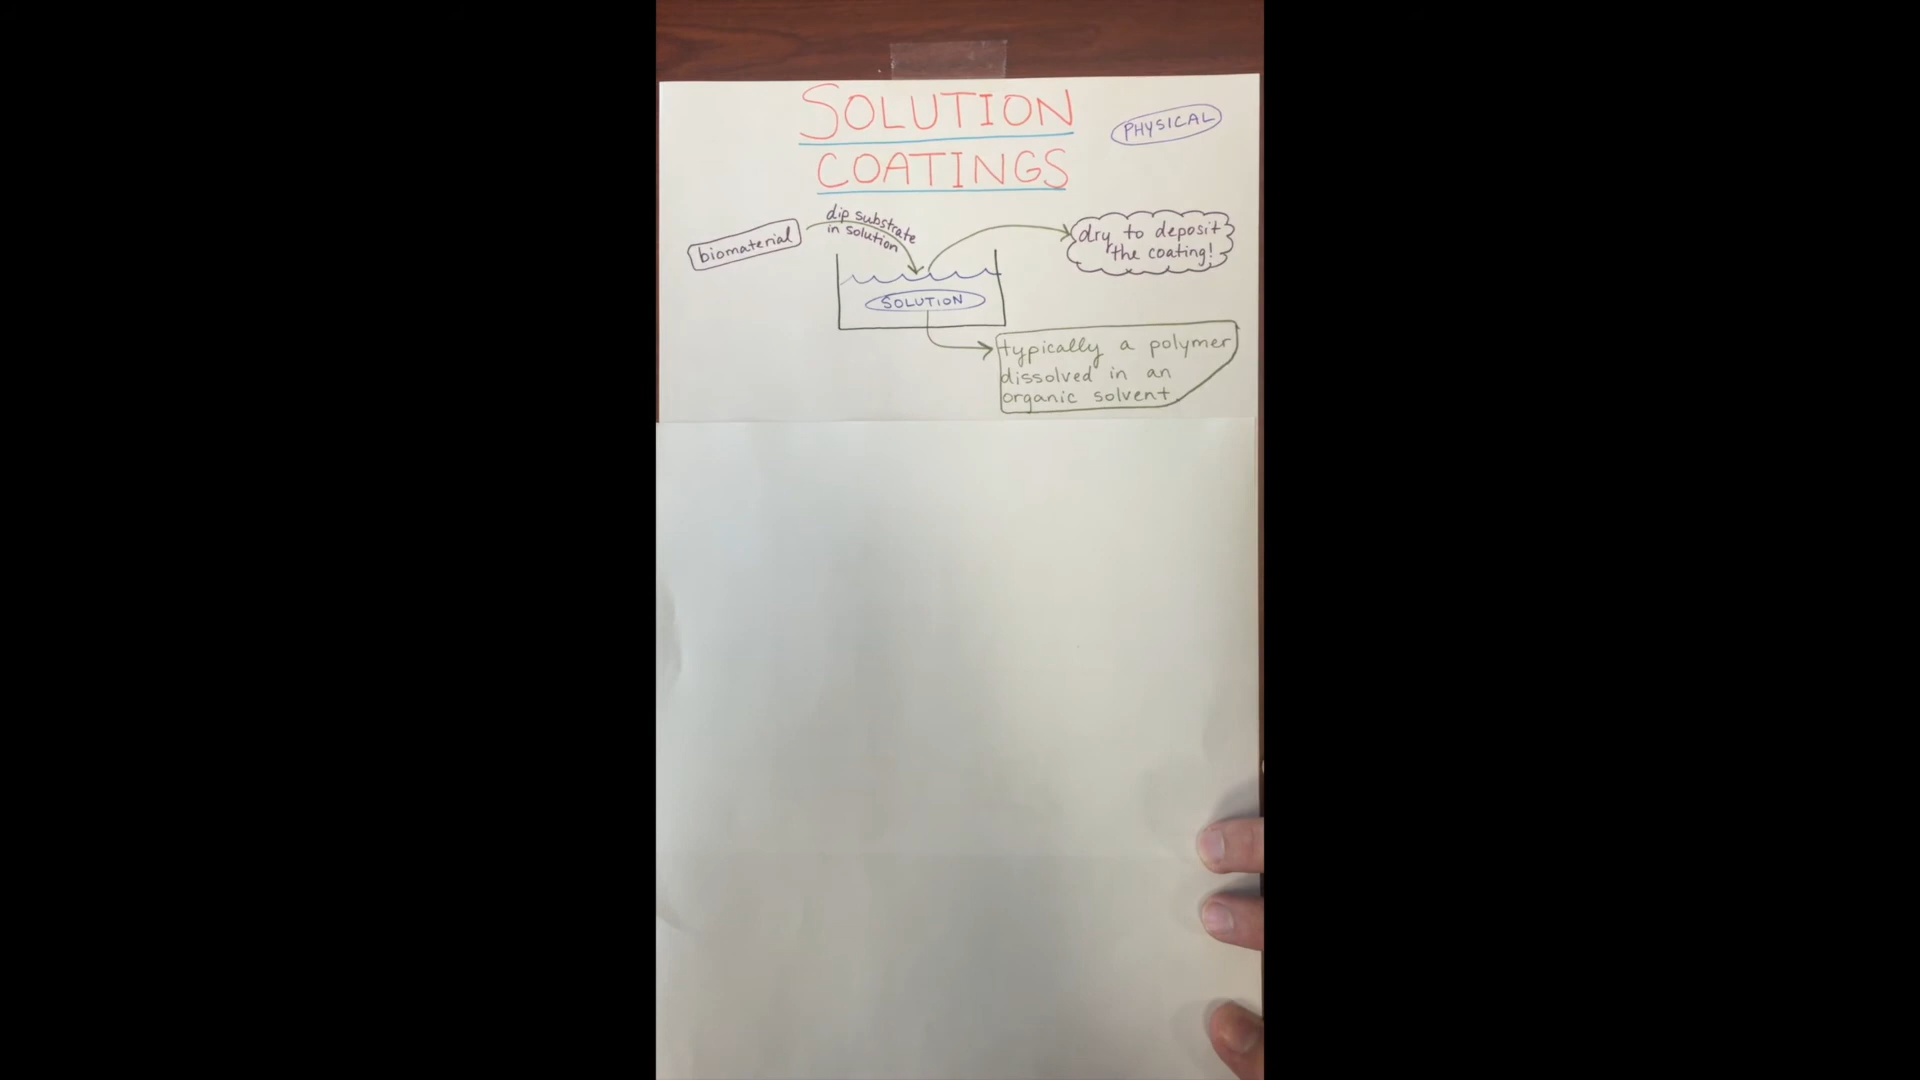 SOLUTION
COATINGS
PHYSICAL
biomaterial
dip substrate
in solution
dry to deposit
the coating!
SOLUTION
typically a polymer
dissolved in an
organic solvent